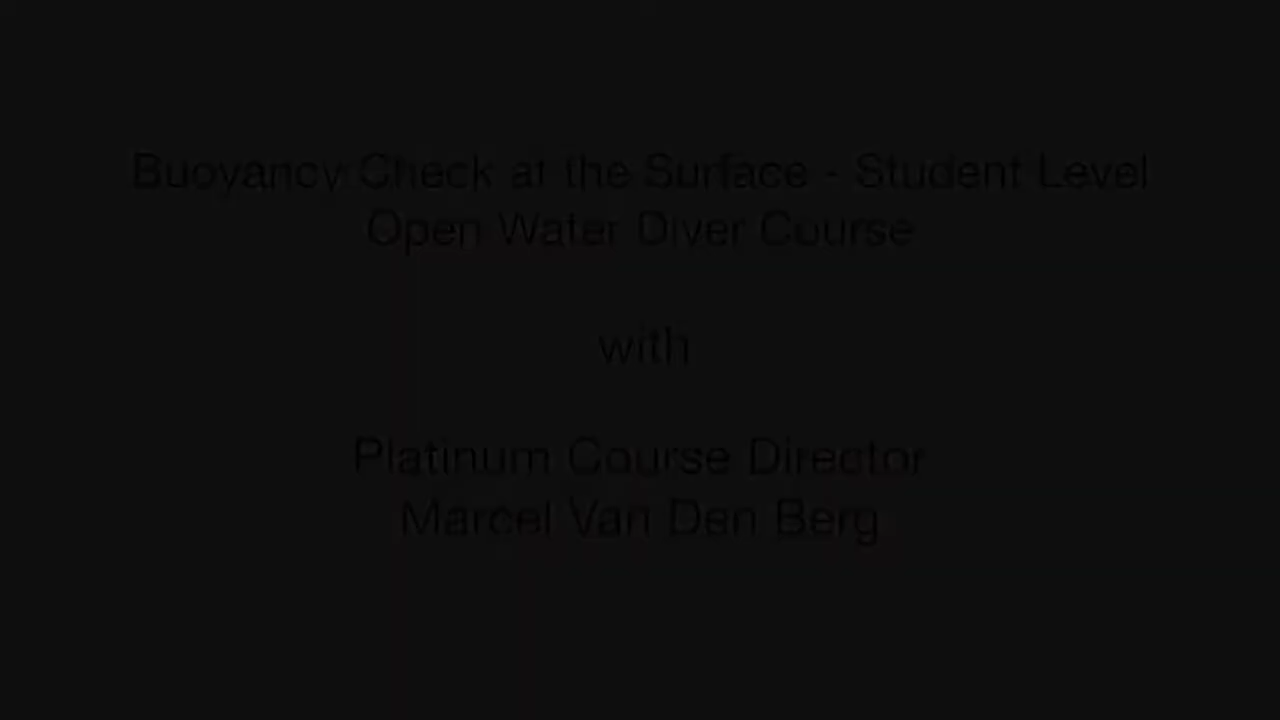 Buoyancy Check at the Surface - Student Level
Open Water Diver Course
with
Platinum Course Director
Marcel Van Den Berg